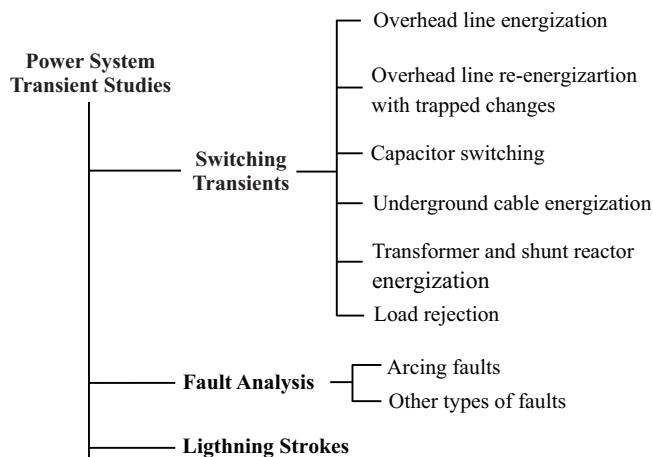 Power System
Transient Studies
Switching
Transients
Overhead line energization
Overhead line re-energizartion
with trapped changes
Capacitor switching
Underground cable energization
Transformer and shunt reactor
energization
Load rejection
Fault Analysis
Arcing faults
Other types of faults
Ligthning Strokes